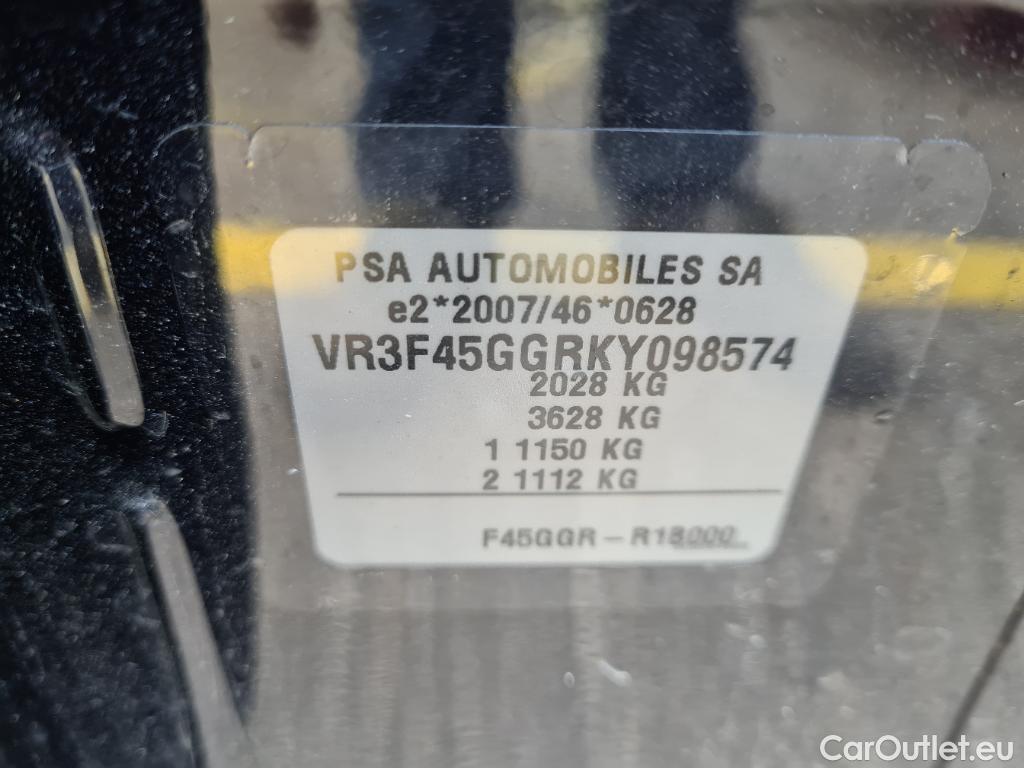 PSA AUTOMOBILES SA
e2*2007/46*0628
VR3F45GGRKY098574
2028 KG
3628 KG
1 1150 KG
2 1112 KG
F45GGR – R18000
CarOutlet.eu